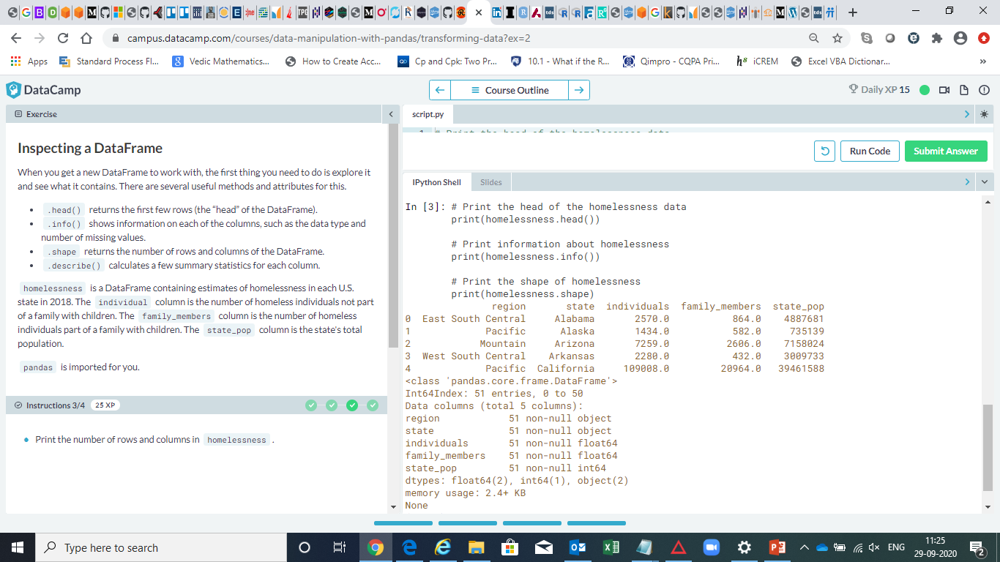 campus.datacamp.com/courses/data-manipulation-with-pandas/transforming-data?ex=2
Apps Standard Process Fl... Vedic Mathematics... How to Create Acc... Cp and Cpk: Two Pr... 10.1 - What if the R... Qimpro - CQPA Pri... iCREM Excel VBA Dictionar... »
DataCamp
Course Outline
Daily XP 15
Exercise
Inspecting a DataFrame
When you get a new DataFrame to work with, the first thing you need to do is explore it
and see what it contains. There are several useful methods and attributes for this.
• .head() returns the first few rows (the “head” of the DataFrame).
• .info() shows information on each of the columns, such as the data type and
number of missing values.
• .shape returns the number of rows and columns of the DataFrame.
• .describe() calculates a few summary statistics for each column.
homelessness is a DataFrame containing estimates of homelessness in each U.S.
state in 2018. The individual column is the number of homeless individuals not part
of a family with children. The family_members column is the number of homeless
individuals part of a family with children. The state_pop column is the state's total
population.
pandas is imported for you.
Instructions 3/4 25 XP
• Print the number of rows and columns in homelessness .
script.py
Run Code
Submit Answer
IPython Shell Slides
In [3]: # Print the head of the homelessness data
print(homelessness.head())
# Print information about homelessness
print(homelessness.info())
# Print the shape of homelessness
print(homelessness.shape)
region state individuals family_members state_pop
0 East South Central Alabama 2570.0 864.0 4887681
1 Pacific Alaska 1434.0 582.0 735139
2 Mountain Arizona 7259.0 2606.0 7158024
3 West South Central Arkansas 2280.0 432.0 3009733
4 Pacific California 109008.0 20964.0 39461588
<class 'pandas.core.frame.DataFrame'>
Int64Index: 51 entries, 0 to 50
Data columns (total 5 columns):
region 51 non-null object
state 51 non-null object
individuals 51 non-null float64
family_members 51 non-null float64
state_pop 51 non-null int64
dtypes: float64(2), int64(1), object(2)
memory usage: 2.4+ KB
None
Type here to search
ENG
11:25
29-09-2020
2